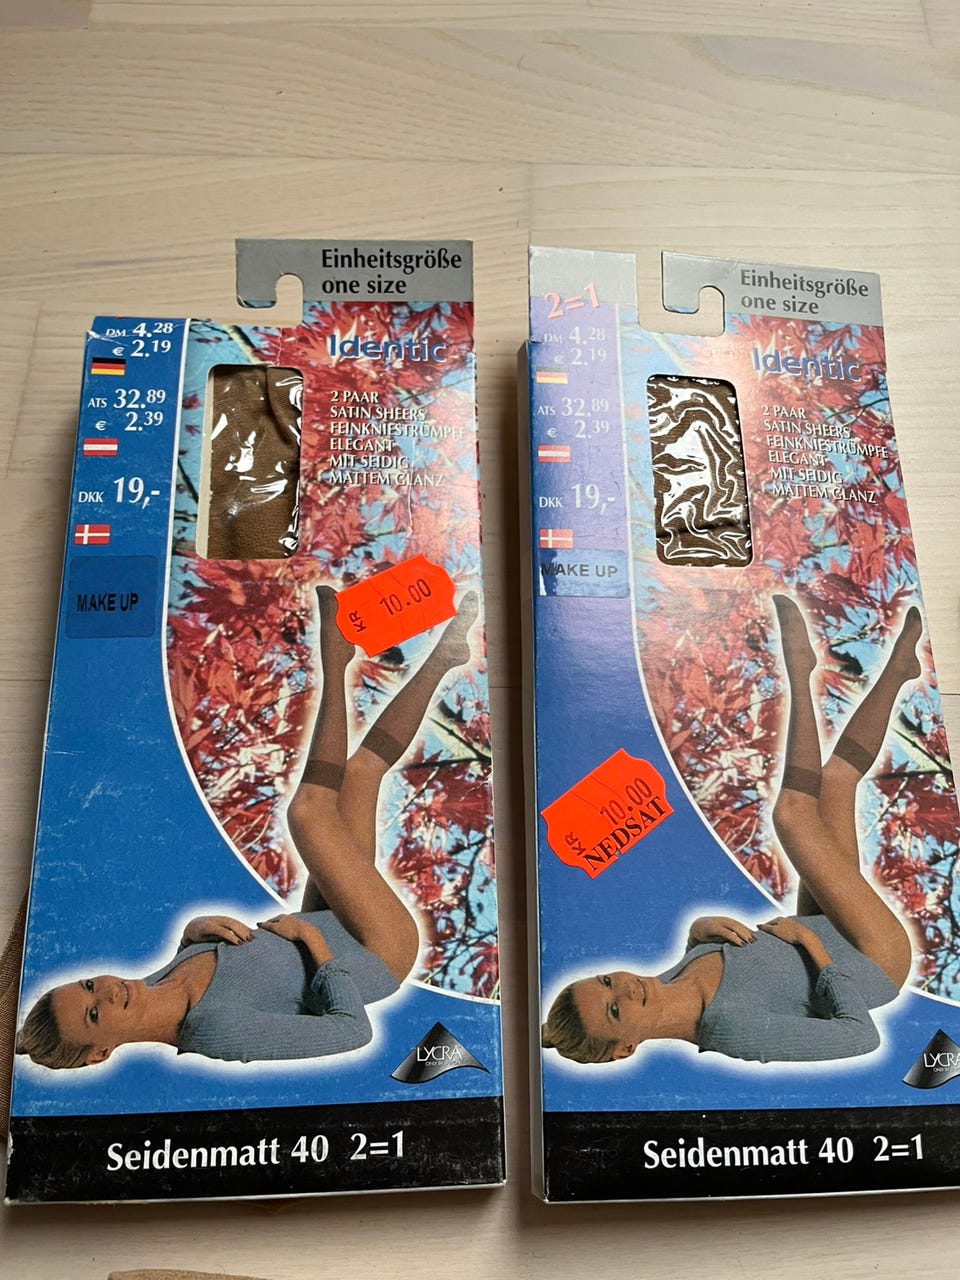 Einheitsgröße
one size
DM 4.28
€ 2.19
ATS 32.89
€ 2.39
DKK 19,-
MAKE UP
Identic
2 PAAR
SATIN SHEERS
FEINKNIESTRÜMPFE
ELEGANT
MIT SEIDIG
MATTEM GLANZ
KR 10.00
LYCRA
Seidenmatt 40 2=1
Einheitsgröße
one size
2=1
DM 4.28
€ 2.19
ATS 32.89
€ 2.39
DKK 19,-
MAKE UP
Identic
2 PAAR
SATIN SHEERS
FEINKNIESTRÜMPFE
ELEGANT
MIT SEIDIG
MATTEM GLANZ
KR 10.00
NEDSAT
LYCRA
Seidenmatt 40 2=1